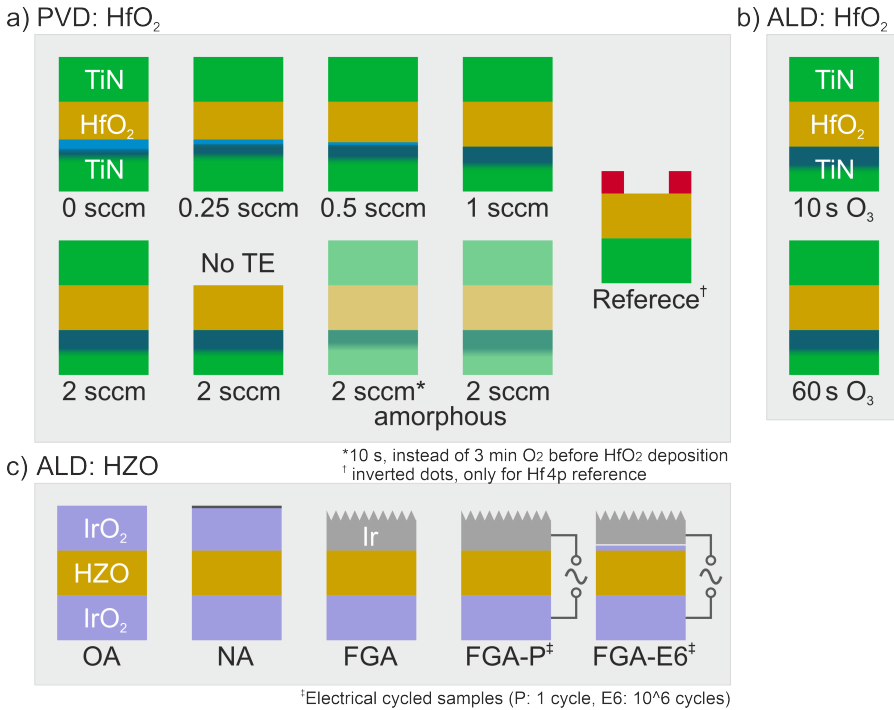 a) PVD: HfO₂
TiN
HfO₂
TiN
0 sccm
0.25 sccm
0.5 sccm
1 sccm
Referece†
No TE
2 sccm
2 sccm
2 sccm*
2 sccm
amorphous
*10 s, instead of 3 min O₂ before HfO₂ deposition
† inverted dots, only for Hf 4p reference
b) ALD: HfO₂
TiN
HfO₂
TiN
10 s O₃
60 s O₃
c) ALD: HZO
IrO₂
HZO
IrO₂
Ir
OA
NA
FGA
FGA-P‡
FGA-E6‡
‡Electrical cycled samples (P: 1 cycle, E6: 10^6 cycles)